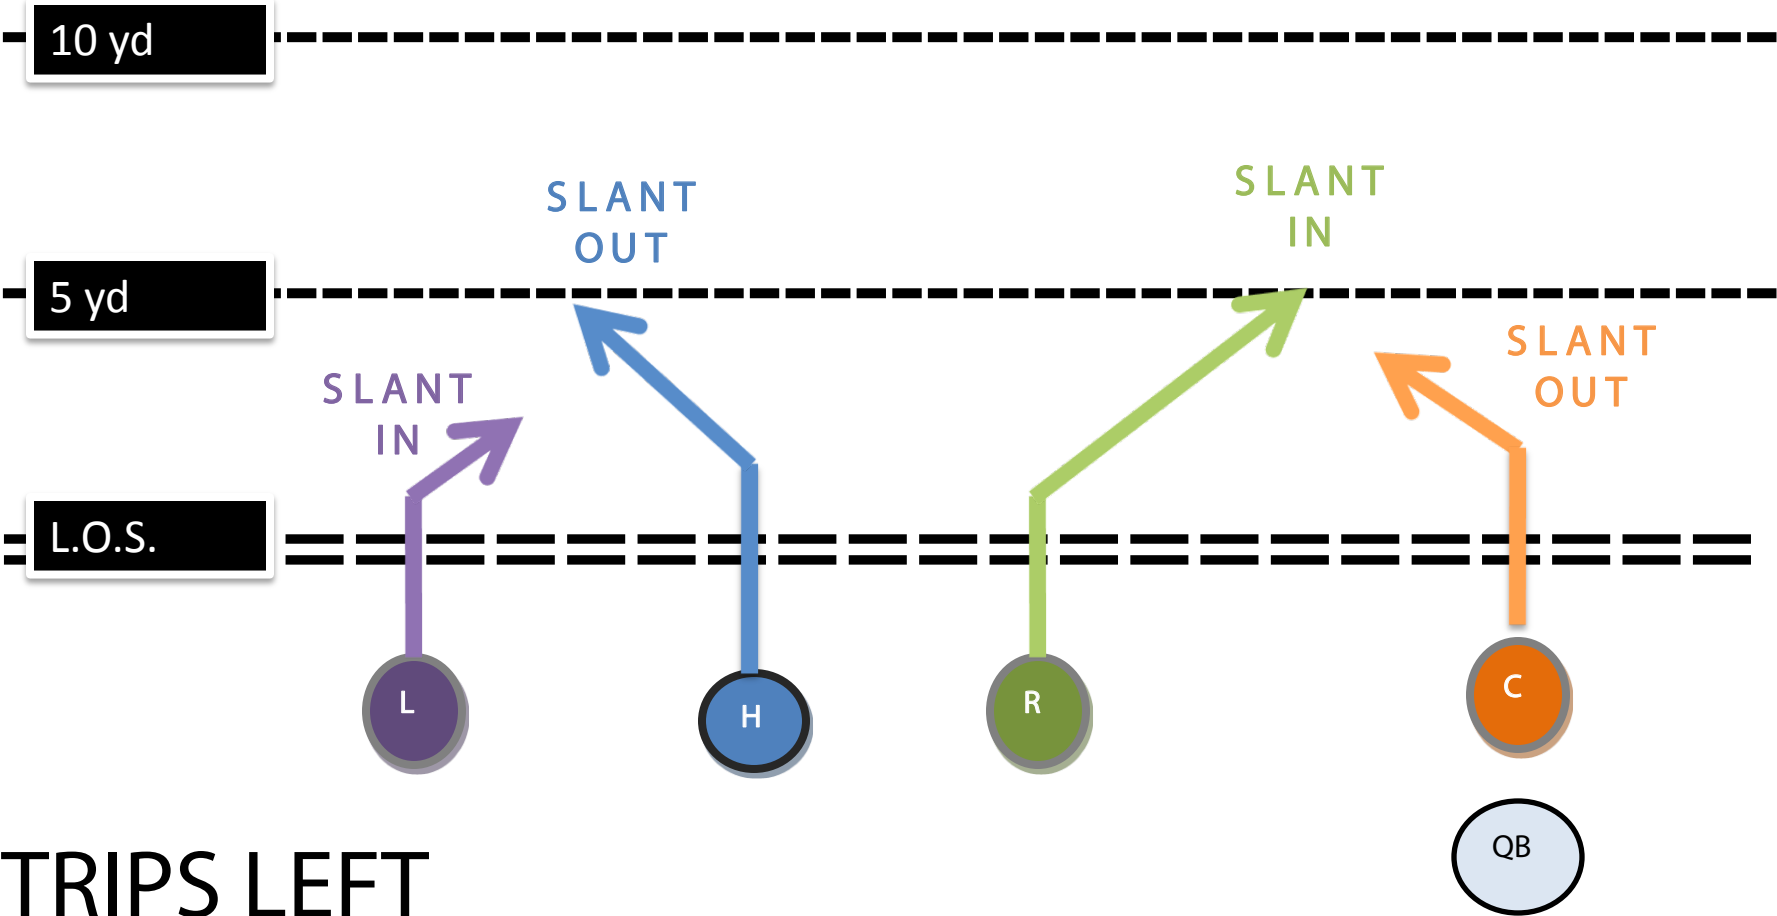 10 yd
SLANT
OUT
SLANT
IN
5 yd
SLANT
IN
SLANT
OUT
L.O.S.
L
H
R
C
QB
TRIPS LEFT